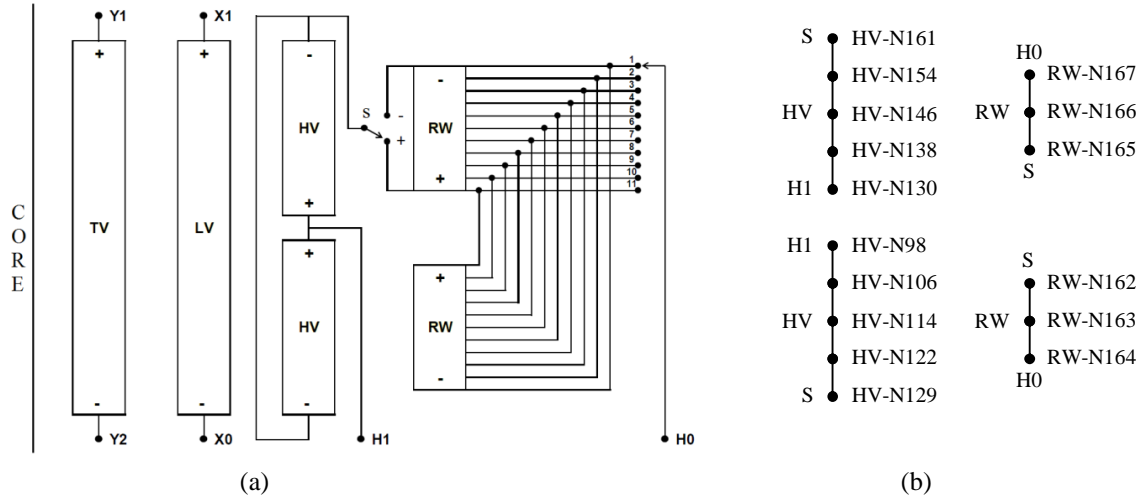 CORE
Y1
+
TV
-
Y2
X1
+
LV
-
X0
-
HV
+
+
HV
-
H1
S
-
+
-
RW
+
1
2
3
4
5
6
7
8
9
10
11
+
RW
-
H0
(a)
S HV-N161
HV-N154
HV HV-N146
HV-N138
H1 HV-N130
H0
RW-N167
RW RW-N166
RW-N165
S
H1 HV-N98
HV-N106
HV HV-N114
HV-N122
S HV-N129
S
RW-N162
RW RW-N163
RW-N164
H0
(b)